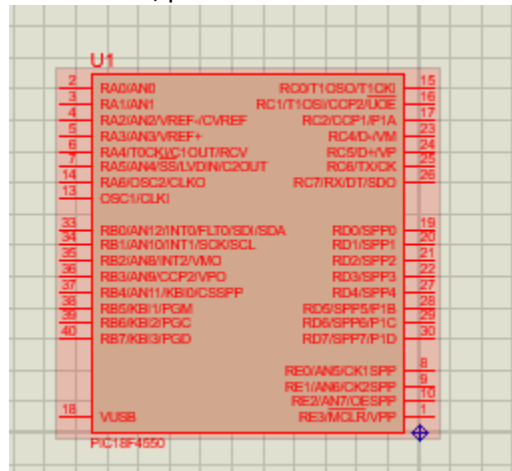 U1
2 RA0/AN0 RC0/T1OSO/T1CKI 15
3 RA1/AN1 RC1/T1OSI/CCP2/UOE 16
4 RA2/AN2/VREF-/CVREF RC2/CCP1/P1A 17
5 RA3/AN3/VREF+ RC4/D-/VM 23
6 RA4/T0CKI/C1OUT/RCV RC5/D+/VP 24
7 RA5/AN4/SS/LVDIN/C2OUT RC6/TX/CK 25
14 RA6/OSC2/CLKO RC7/RX/DT/SDO 26
13 OSC1/CLKI
33 RB0/AN12/INT0/FLT0/SDI/SDA RD0/SPP0 19
34 RB1/AN10/INT1/SCK/SCL RD1/SPP1 20
35 RB2/AN8/INT2/VMO RD2/SPP2 21
36 RB3/AN9/CCP2/VPO RD3/SPP3 22
37 RB4/AN11/KBI0/CSSPP RD4/SPP4 27
38 RB5/KBI1/PGM RD5/SPP5/P1B 28
39 RB6/KBI2/PGC RD6/SPP6/P1C 29
40 RB7/KBI3/PGD RD7/SPP7/P1D 30
RE0/AN5/CK1SPP 8
RE1/AN6/CK2SPP 9
RE2/AN7/OESPP 10
18 VUSB RE3/MCLR/VPP 1
PIC18F4550